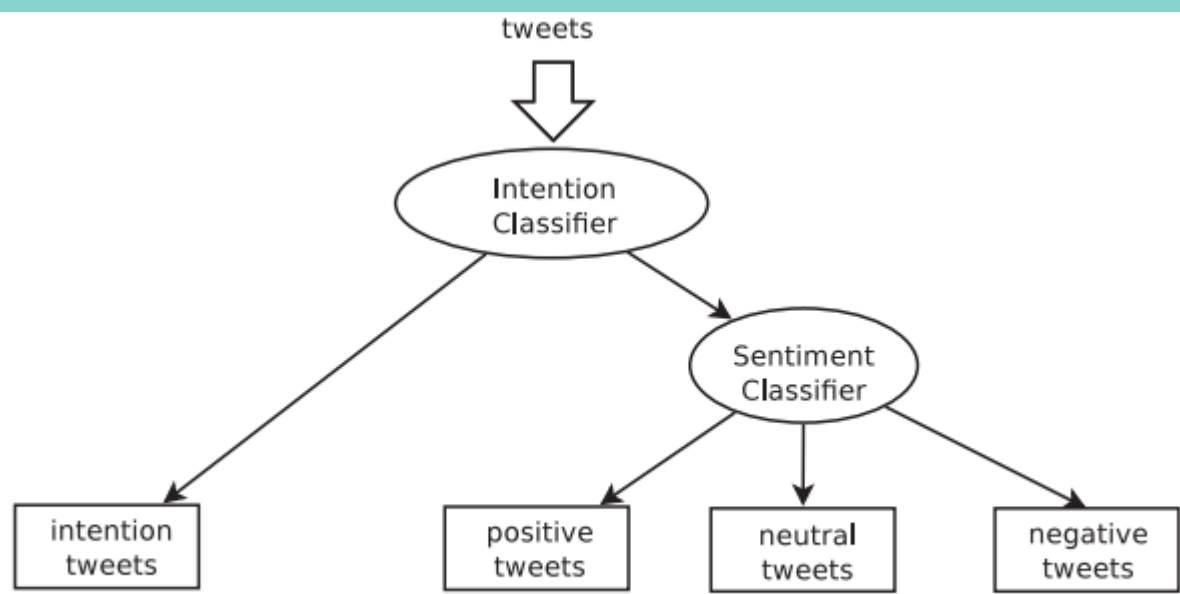 tweets
Intention
Classifier
Sentiment
Classifier
intention
tweets
positive
tweets
neutral
tweets
negative
tweets